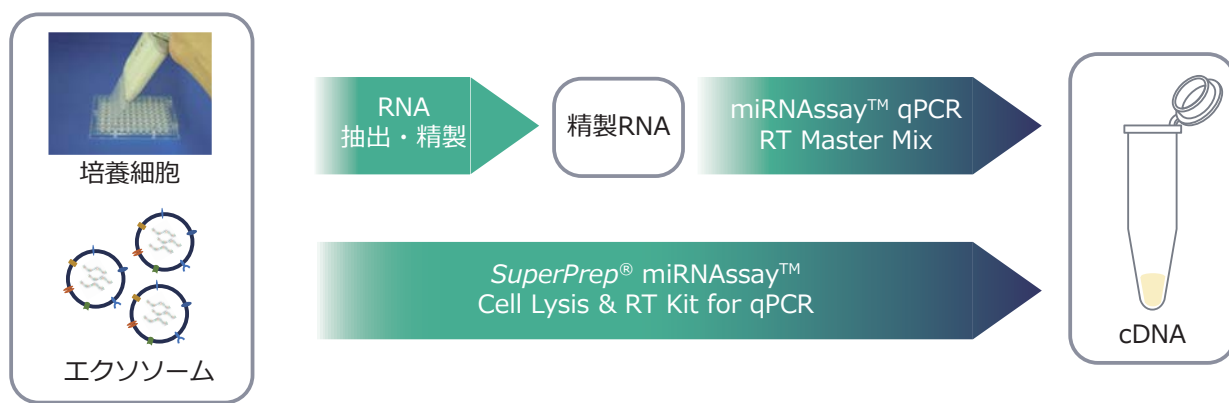 培養細胞
エクソソーム
RNA
抽出・精製
精製RNA
miRNAssay™ qPCR
RT Master Mix
SuperPrep® miRNAssay™
Cell Lysis & RT Kit for qPCR
cDNA